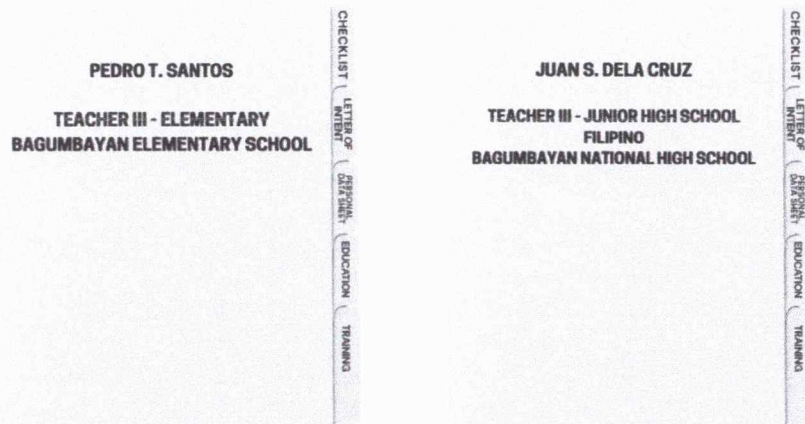 PEDRO T. SANTOS
TEACHER III - ELEMENTARY
BAGUMBAYAN ELEMENTARY SCHOOL
CHECKLIST
LETTER OF
INTENT
PERSONAL
DATA SHEET
EDUCATION
TRAINING
JUAN S. DELA CRUZ
TEACHER III - JUNIOR HIGH SCHOOL
FILIPINO
BAGUMBAYAN NATIONAL HIGH SCHOOL
CHECKLIST
LETTER OF
INTENT
PERSONAL
DATA SHEET
EDUCATION
TRAINING